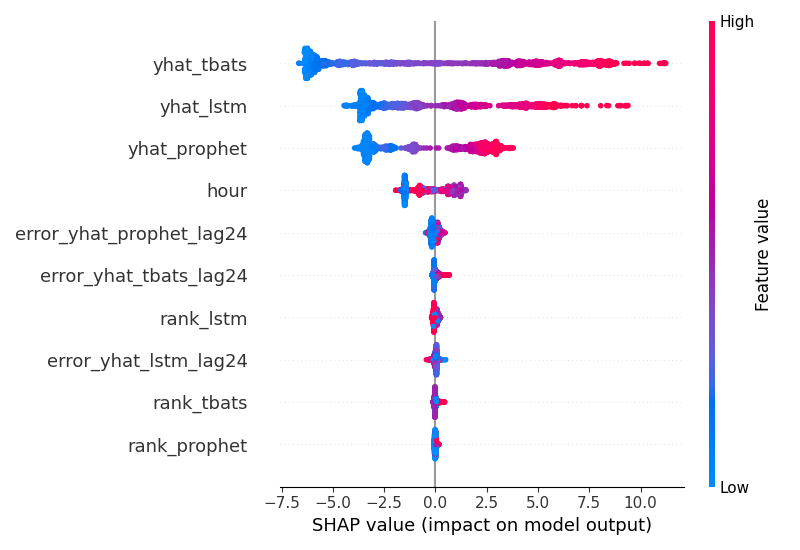 High
yhat_tbats
yhat_lstm
yhat_prophet
hour
error_yhat_prophet_lag24
error_yhat_tbats_lag24
rank_lstm
error_yhat_lstm_lag24
rank_tbats
rank_prophet
Feature value
Low
−7.5 −5.0 −2.5 0.0 2.5 5.0 7.5 10.0
SHAP value (impact on model output)